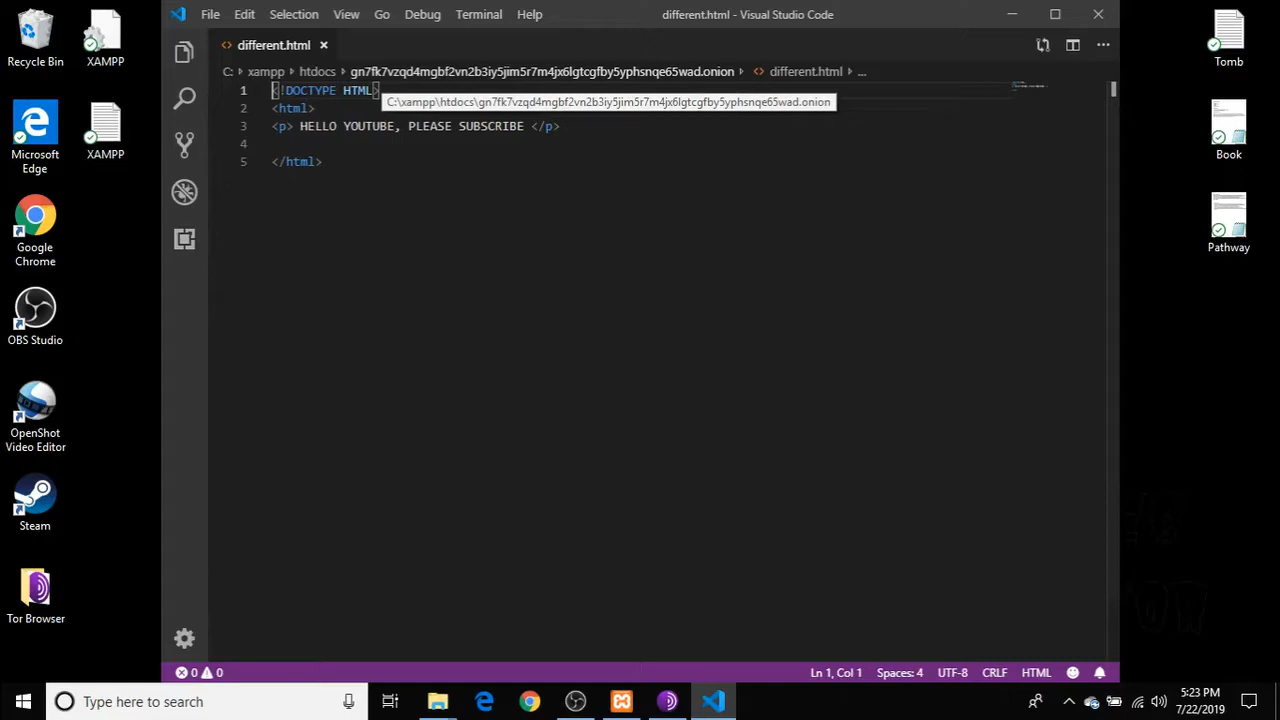 File Edit Selection View Go Debug Terminal Help
different.html - Visual Studio Code
different.html
C: xampp htdocs gn7fk7vzqd4mgbf2vn2b3iy5jim5r7m4jx6lgtcgfby5yphsnqe65wad.onion different.html ...
1 <!DOCTYPE HTML>
C:\xampp\htdocs\gn7fk7vzqd4mgbf2vn2b3iy5jim5r7m4jx6lgtcgfby5yphsnqe65wad.onion
2 <html>
3 <p> HELLO YOUTUBE, PLEASE SUBSCRIBE </p>
4
5 </html>
Recycle Bin
XAMPP
Microsoft
Edge
XAMPP
Google
Chrome
OBS Studio
OpenShot
Video Editor
Steam
Tor Browser
Tomb
Book
Pathway
0 0
Ln 1, Col 1 Spaces: 4 UTF-8 CRLF HTML
Type here to search
5:23 PM
7/22/2019